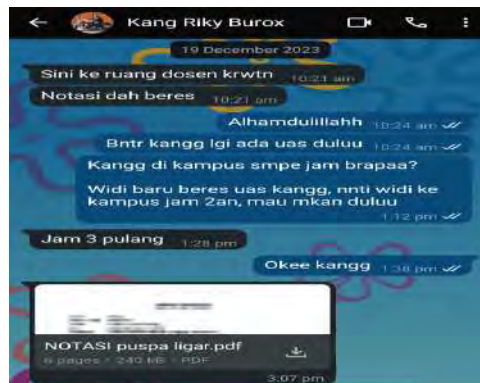 Kang Riky Burox
19 December 2023
Sini ke ruang dosen krwtn 10:21 am
Notasi dah beres 10:21 am
Alhamdulillahh 10:24 am
Bntr kangg lgi ada uas duluu 10:24 am
Kangg di kampus smpe jam brapaa?
Widi baru beres uas kangg, nnti widi ke
kampus jam 2an, mau mkan duluu
1:12 pm
Jam 3 pulang 1:28 pm
Okee kangg 1:38 pm
NOTASI puspa ligar.pdf
6 pages • 240 kB • PDF
3:07 pm